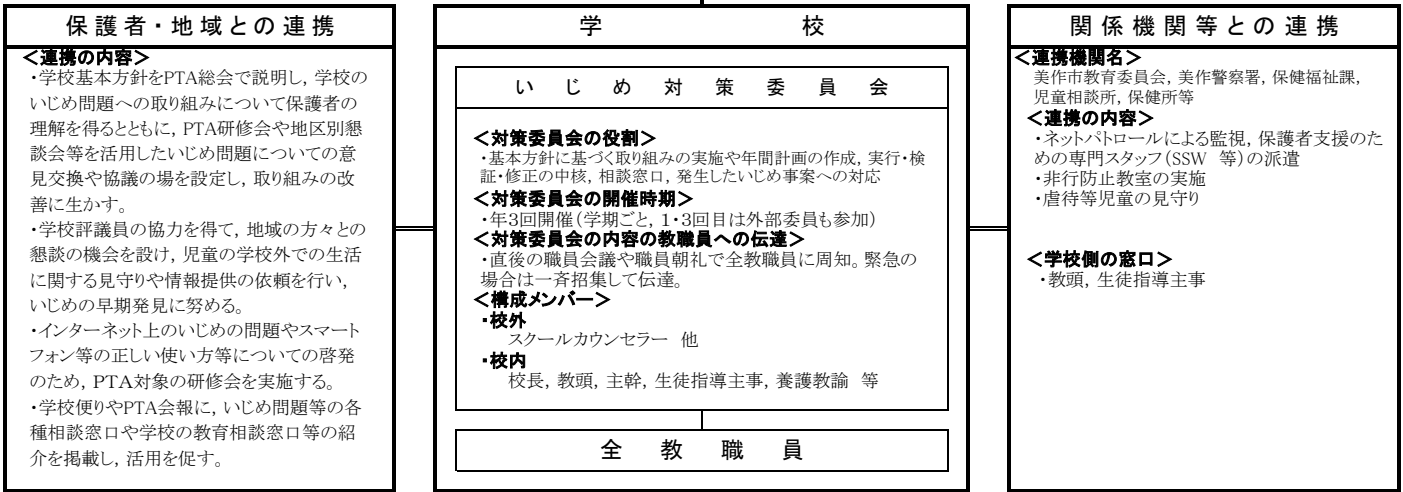 保護者・地域との連携
＜連携の内容＞
・学校基本方針をPTA総会で説明し，学校の
いじめ問題への取り組みについて保護者の
理解を得るとともに，PTA研修会や地区別懇
談会等を活用したいじめ問題についての意
見交換や協議の場を設定し，取り組みの改
善に生かす。
・学校評議員の協力を得て，地域の方々との
懇談の機会を設け，児童の学校外での生活
に関する見守りや情報提供の依頼を行い，
いじめの早期発見に努める。
・インターネット上のいじめの問題やスマート
フォン等の正しい使い方等についての啓発
のため，PTA対象の研修会を実施する。
・学校便りやPTA会報に，いじめ問題等の各
種相談窓口や学校の教育相談窓口等の紹
介を掲載し，活用を促す。
学校
いじめ対策委員会
＜対策委員会の役割＞
・基本方針に基づく取り組みの実施や年間計画の作成，実行・検
証・修正の中核，相談窓口，発生したいじめ事案への対応
＜対策委員会の開催時期＞
・年3回開催（学期ごと，1・3回目は外部委員も参加）
＜対策委員会の内容の教職員への伝達＞
・直後の職員会議や職員朝礼で全教職員に周知。緊急の
場合は一斉招集して伝達。
＜構成メンバー＞
・校外
スクールカウンセラー　他
・校内
校長，教頭，主幹，生徒指導主事，養護教諭　等
全教職員
関係機関等との連携
＜連携機関名＞
美作市教育委員会，美作警察署，保健福祉課，
児童相談所，保健所等
＜連携の内容＞
・ネットパトロールによる監視，保護者支援のた
めの専門スタッフ（SSW　等）の派遣
・非行防止教室の実施
・虐待等児童の見守り
＜学校側の窓口＞
・教頭，生徒指導主事